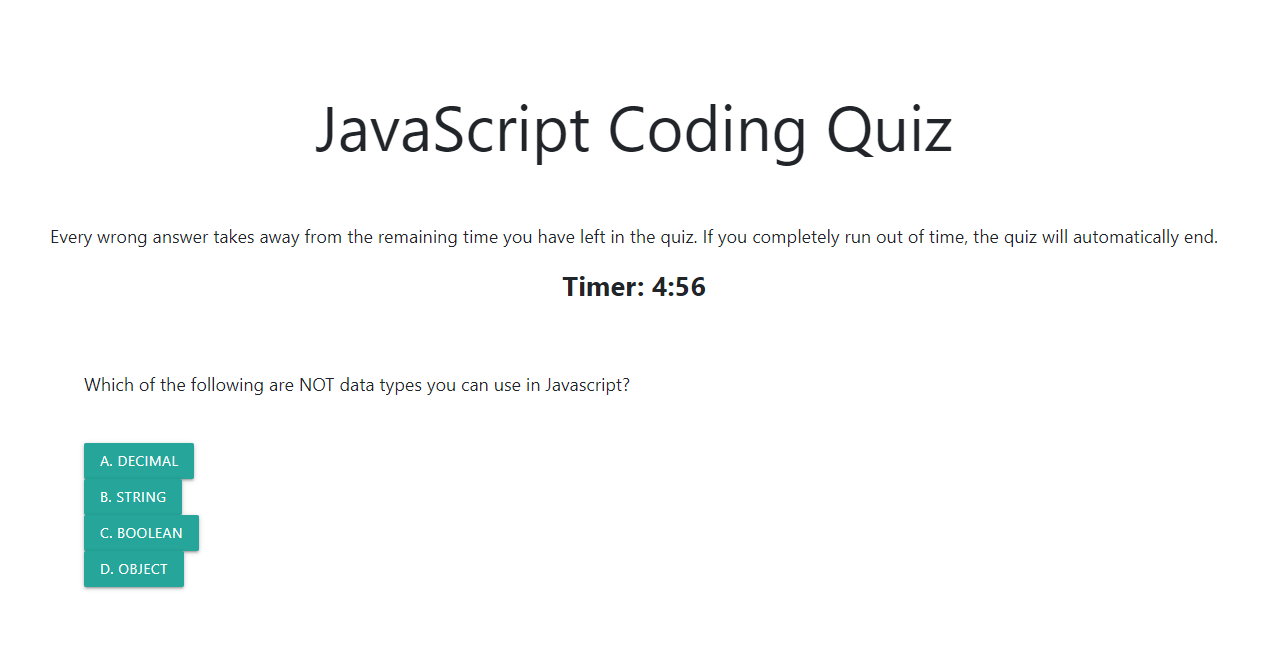 JavaScript Coding Quiz
Every wrong answer takes away from the remaining time you have left in the quiz. If you completely run out of time, the quiz will automatically end.
Timer: 4:56
Which of the following are NOT data types you can use in Javascript?
A. DECIMAL
B. STRING
C. BOOLEAN
D. OBJECT